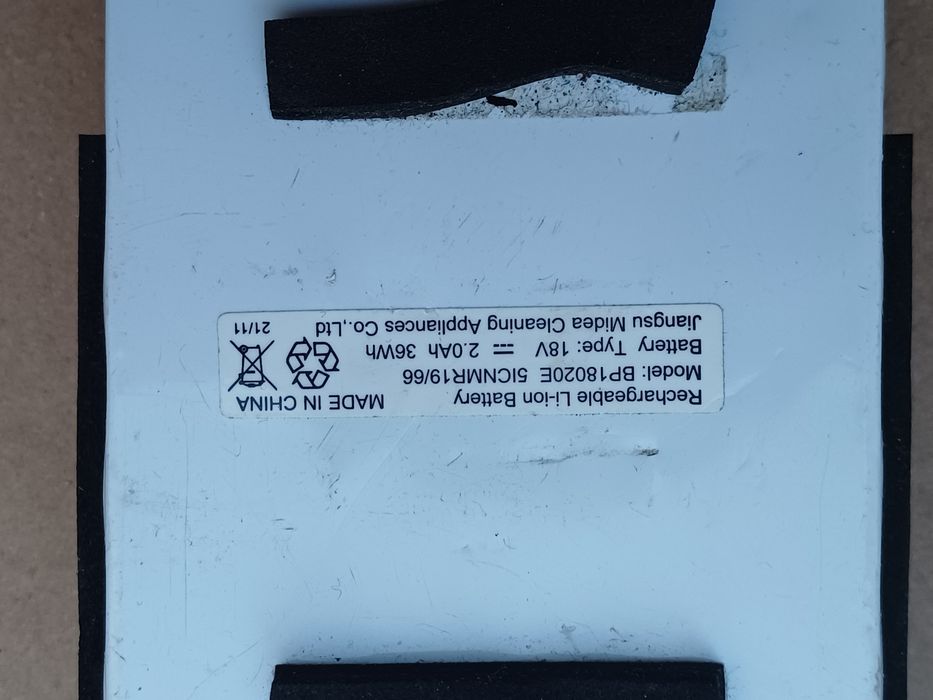 Rechargeable Li-ion Battery MADE IN CHINA
Model: BP18020E 5ICNMR19/66
Battery Type: 18V ⎓ 2.0Ah 36Wh
Jiangsu Midea Cleaning Appliances Co.,Ltd 21/11